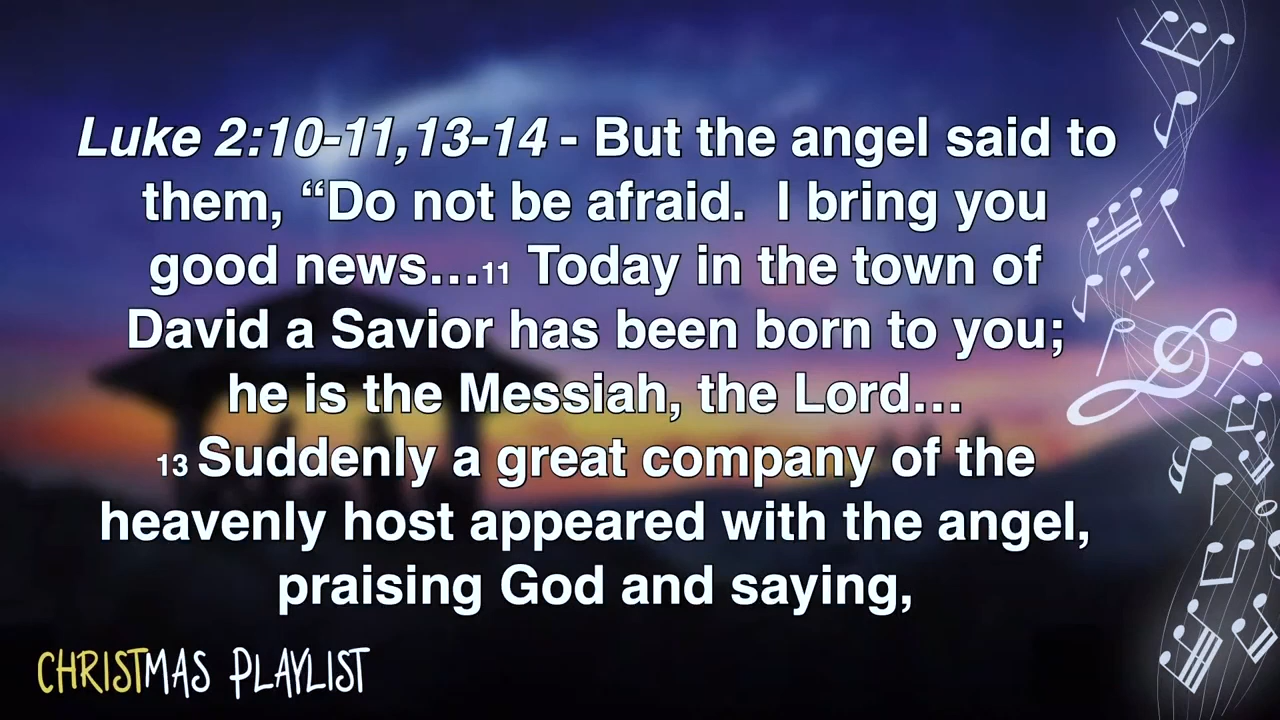 Luke 2:10-11,13-14 - But the angel said to
them, “Do not be afraid.  I bring you
good news…11 Today in the town of
David a Savior has been born to you;
he is the Messiah, the Lord…
13 Suddenly a great company of the
heavenly host appeared with the angel,
praising God and saying,
CHRISTMAS PLAYLIST